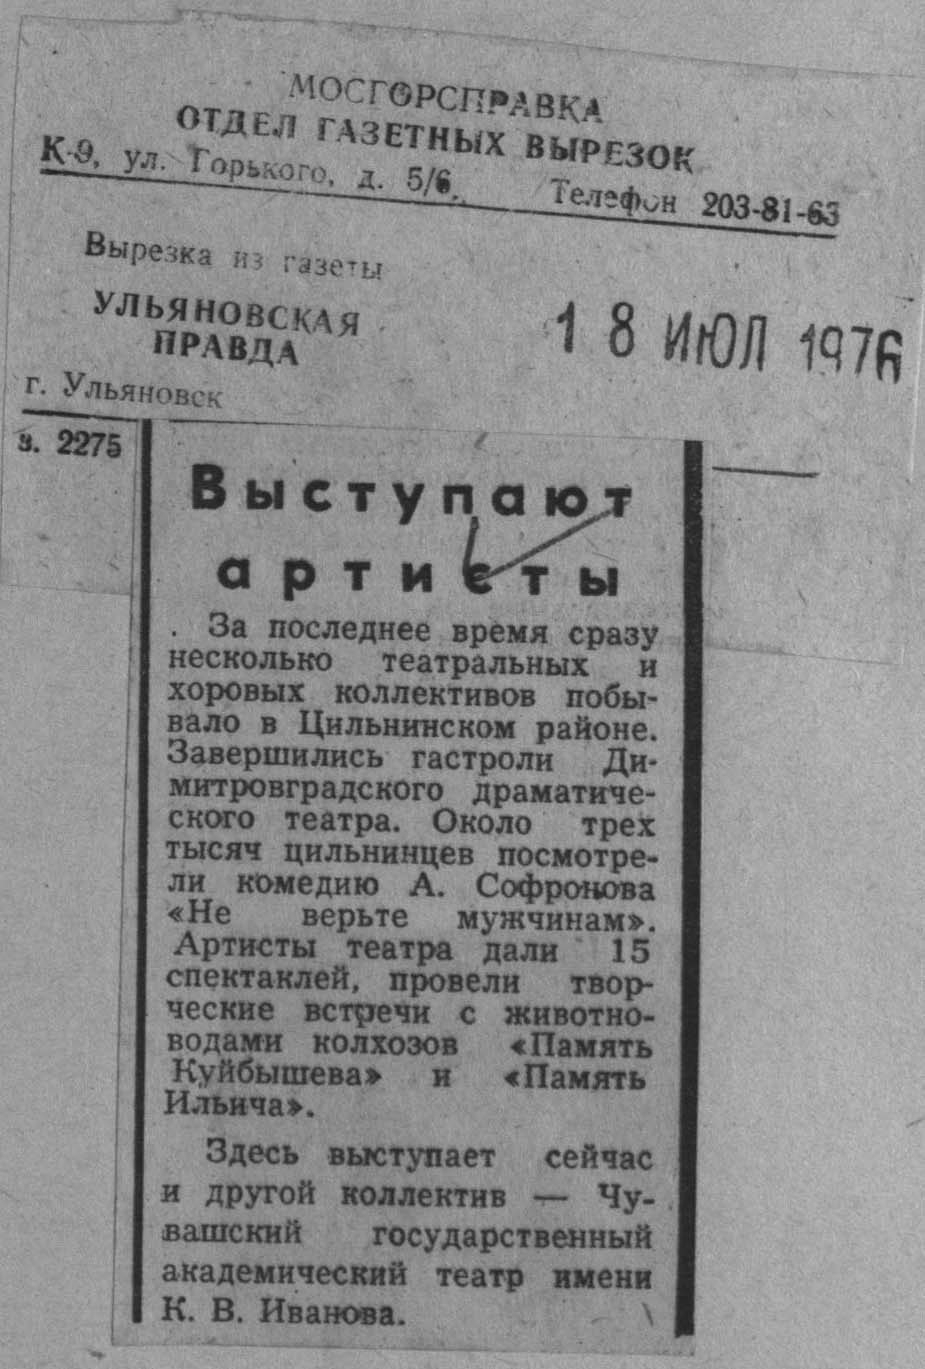 МОСГОРСПРАВКА
ОТДЕЛ ГАЗЕТНЫХ ВЫРЕЗОК
К-9, ул. Горького, д. 5/6. Телефон 203-81-63
Вырезка из газеты
УЛЬЯНОВСКАЯ
ПРАВДА
18 ИЮЛ 1976
г. Ульяновск
з. 2275
Выступают
артисты
За последнее время сразу
несколько театральных и
хоровых коллективов побы-
вало в Цильнинском районе.
Завершились гастроли Ди-
митровградского драматиче-
ского театра. Около трех
тысяч цильнинцев посмотре-
ли комедию А. Софронова
«Не верьте мужчинам».
Артисты театра дали 15
спектаклей, провели твор-
ческие встречи с животно-
водами колхозов «Память
Куйбышева» и «Память
Ильича».
Здесь выступает сейчас
и другой коллектив — Чу-
вашский государственный
академический театр имени
К. В. Иванова.